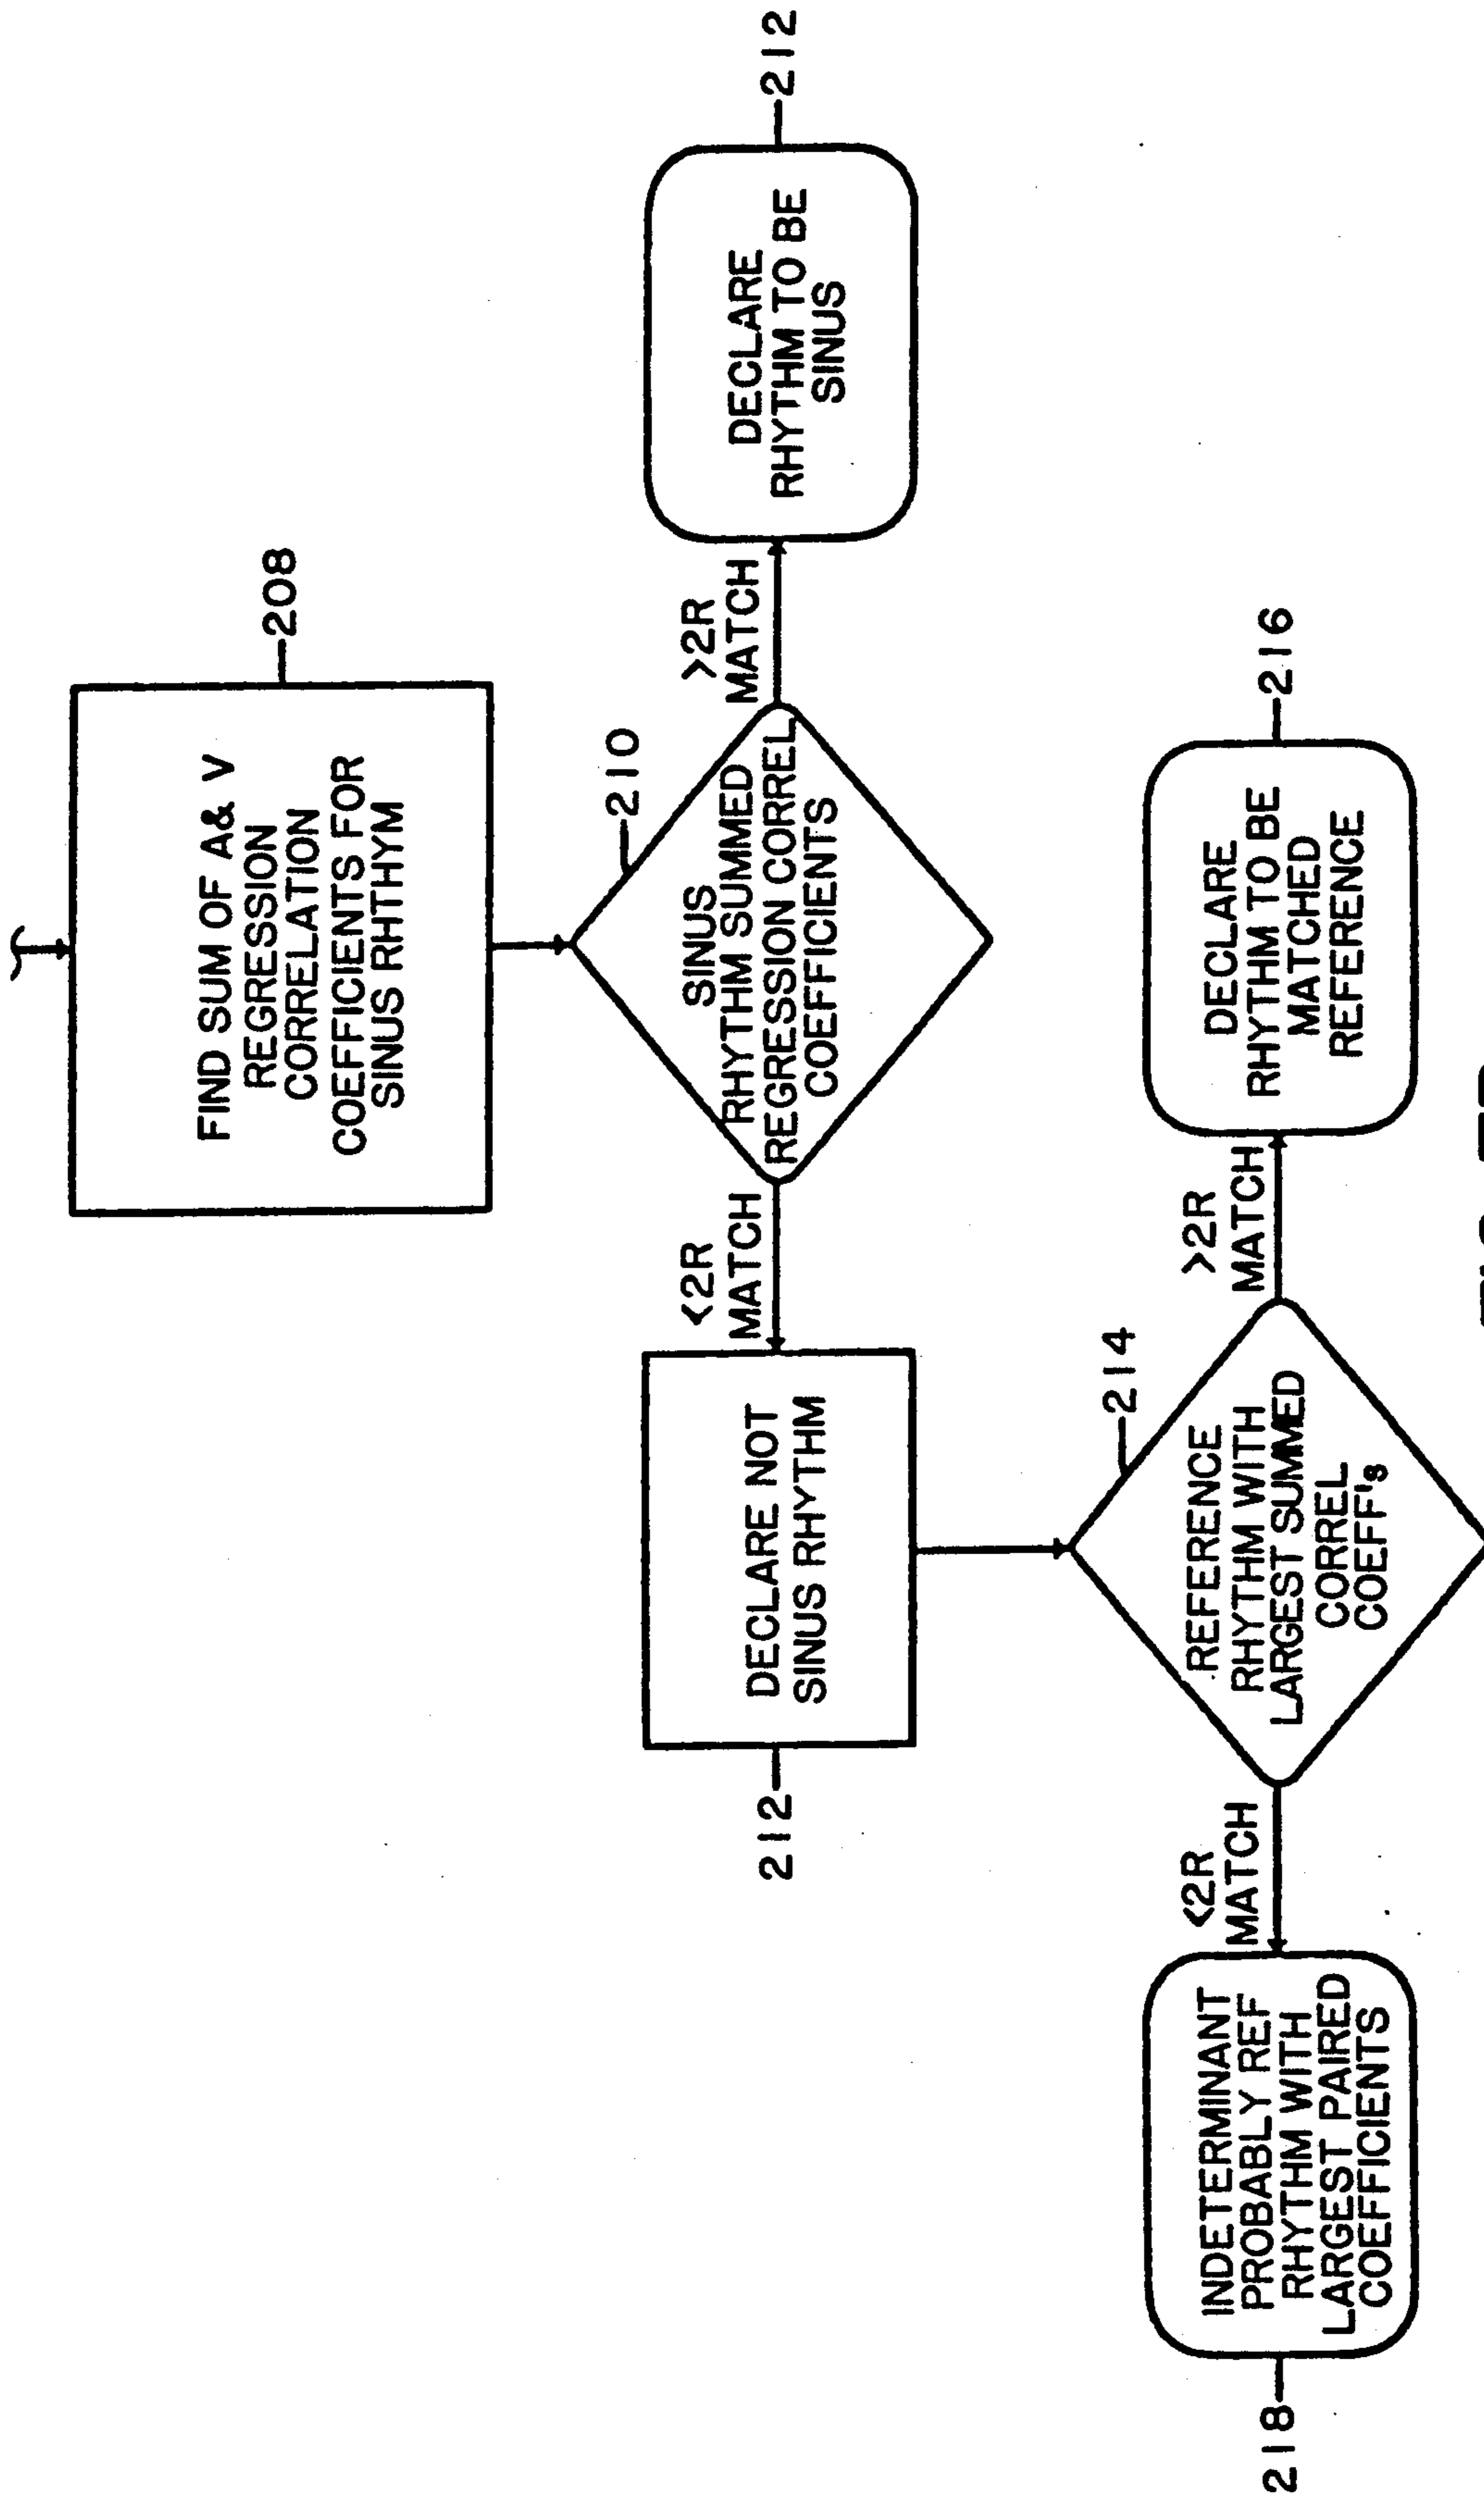 FIND SUM OF A& V
REGRESSION
CORRELATION
COEFFICIENTS FOR
SINUS RHTHYM
208
210
SINUS
RHYTHM SUMMED
REGRESSION CORREL
COEFFICIENTS
<2R
MATCH
>2R
MATCH
212
DECLARE NOT
SINUS RHYTHM
DECLARE
RHYTHM TO BE
SINUS
212
214
REFERENCE
RHYTHM WITH
LARGEST SUMMED
CORREL
COEFF's
<2R
MATCH
>2R
MATCH
218
INDETERMINANT
PROBABLY REF
RHYTHM WITH
LARGEST PAIRED
COEFFICIENTS
DECLARE
RHYTHM TO BE
MATCHED
REFERENCE
216